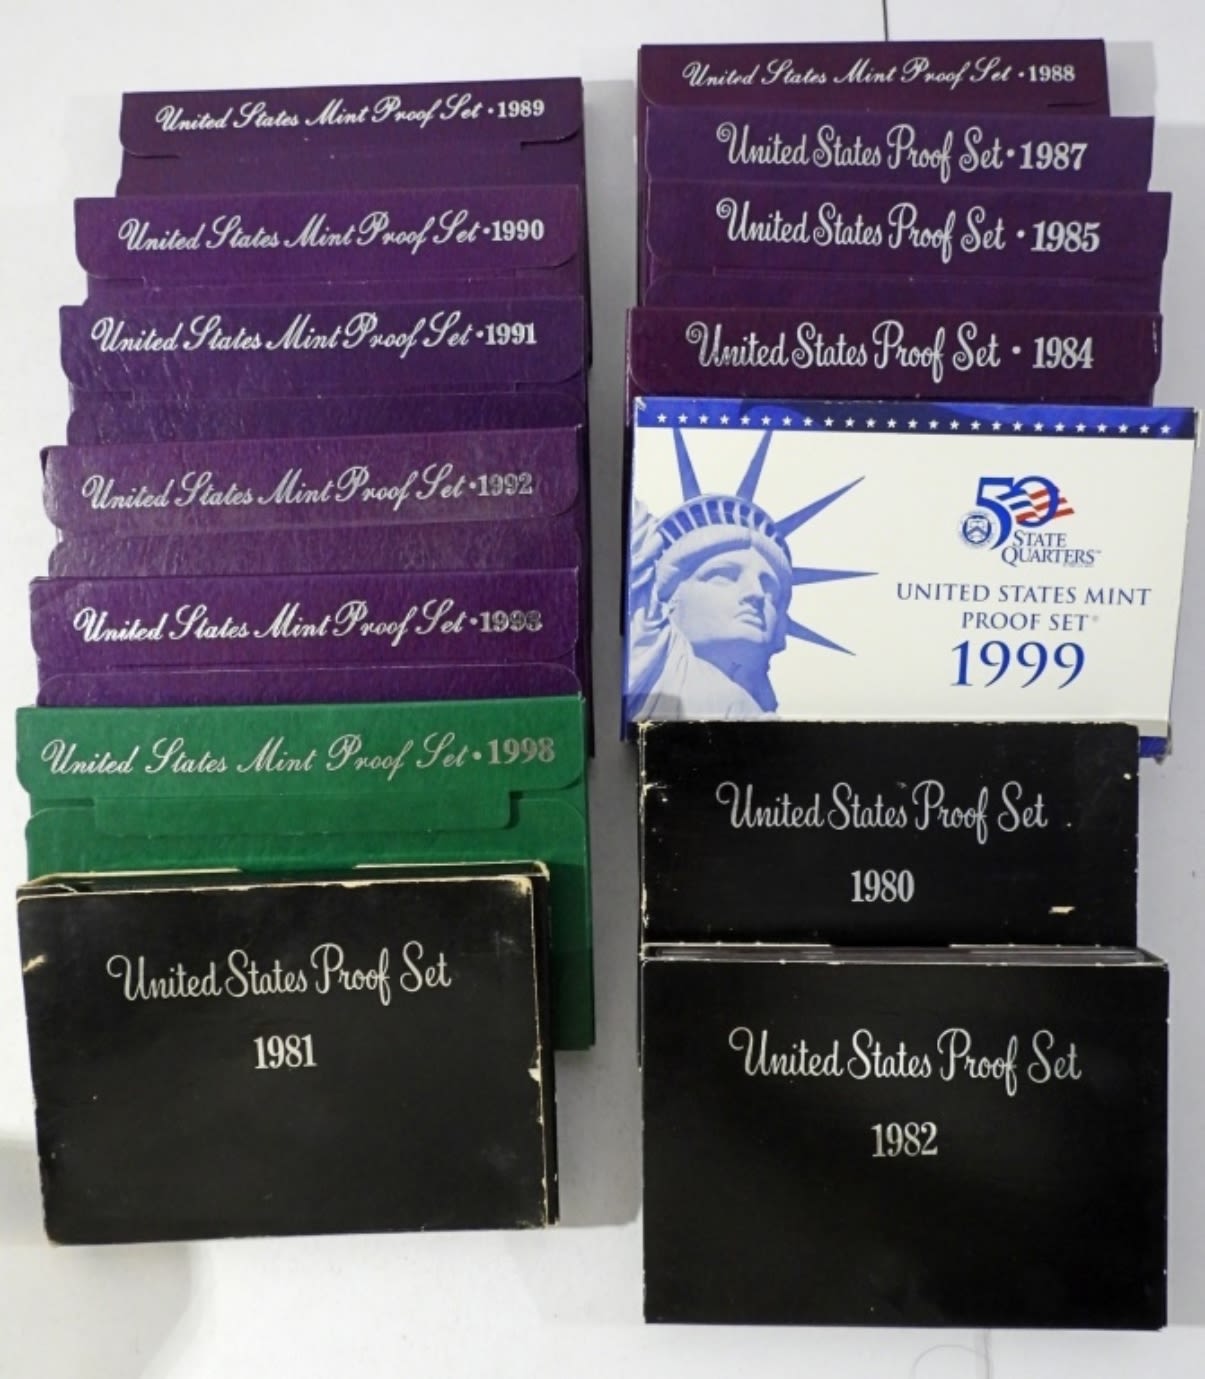 United States Mint Proof Set • 1989
United States Mint Proof Set • 1990
United States Mint Proof Set • 1991
United States Mint Proof Set • 1992
United States Mint Proof Set • 1993
United States Mint Proof Set • 1998
United States Proof Set
1981
United States Mint Proof Set • 1988
United States Proof Set • 1987
United States Proof Set • 1985
United States Proof Set • 1984
50
STATE
QUARTERS™
UNITED STATES MINT
PROOF SET®
1999
United States Proof Set
1980
United States Proof Set
1982